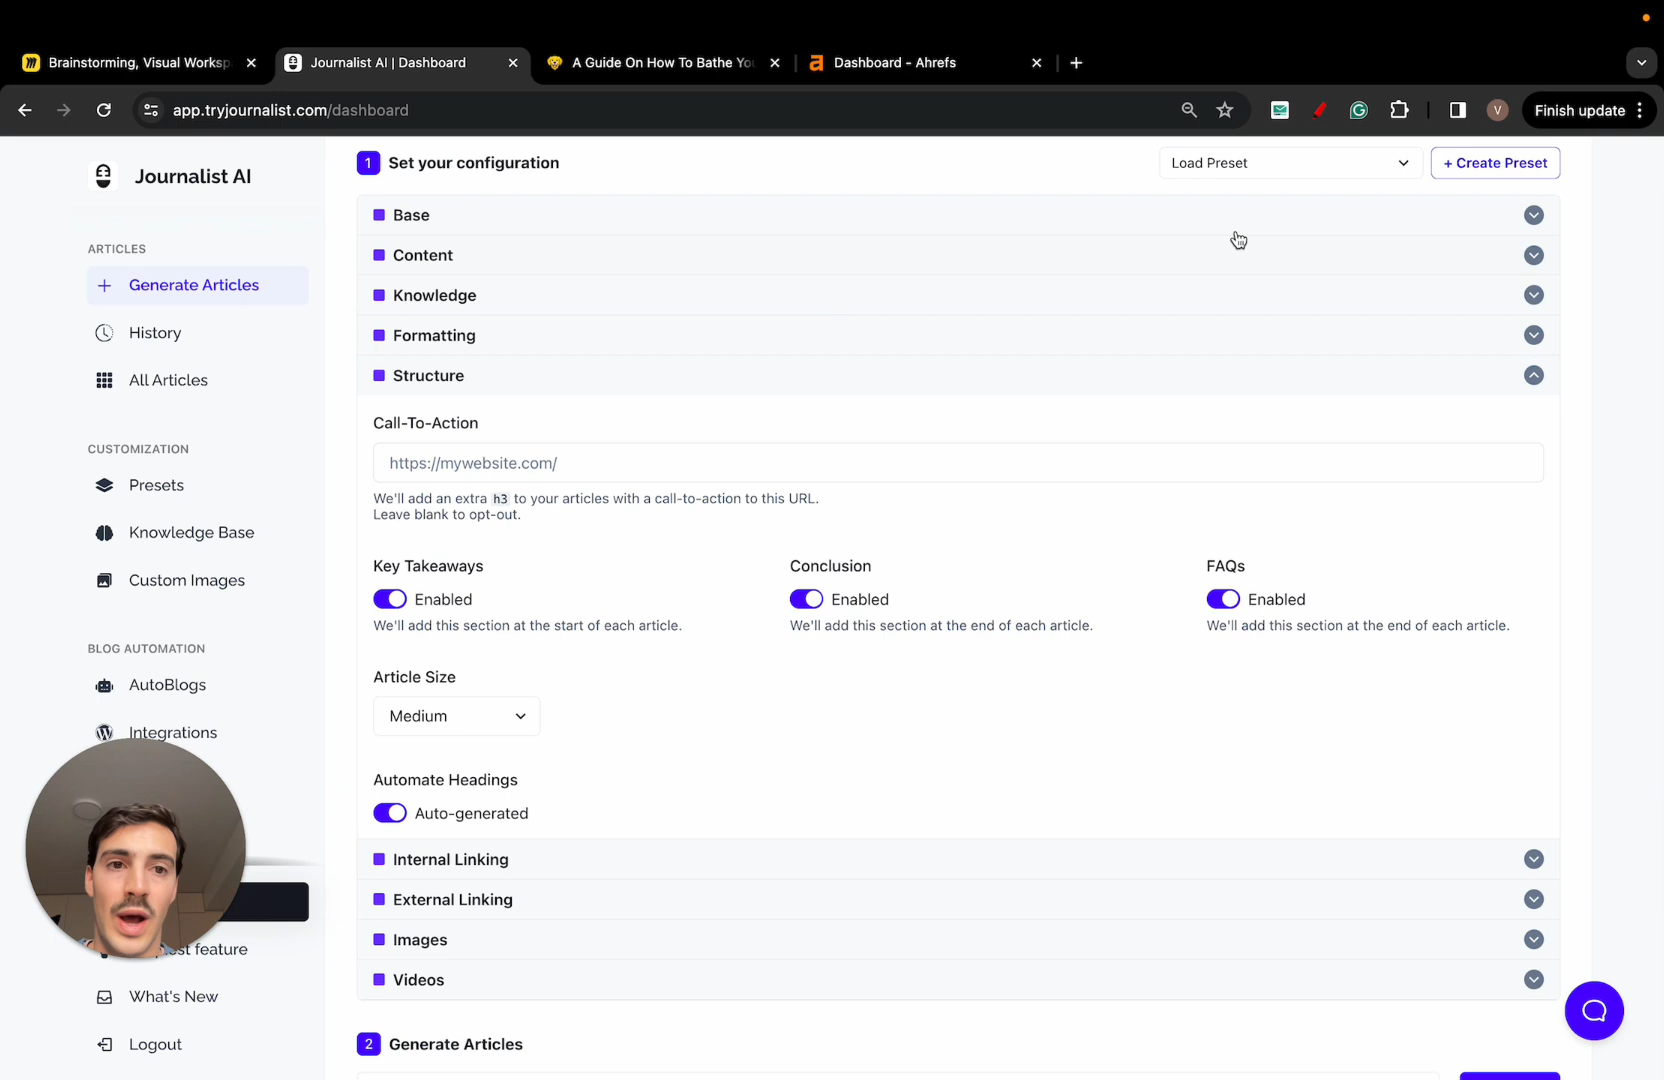 Brainstorming, Visual Worksp
Journalist AI | Dashboard
A Guide On How To Bathe You
Dashboard - Ahrefs
app.tryjournalist.com/dashboard
V
Finish update
Journalist AI
ARTICLES
Generate Articles
History
All Articles
CUSTOMIZATION
Presets
Knowledge Base
Custom Images
BLOG AUTOMATION
AutoBlogs
Integrations
st feature
What's New
Logout
1 Set your configuration
Load Preset
+ Create Preset
Base
Content
Knowledge
Formatting
Structure
Call-To-Action
https://mywebsite.com/
We'll add an extra h3 to your articles with a call-to-action to this URL.
Leave blank to opt-out.
Key Takeaways
Enabled
We'll add this section at the start of each article.
Conclusion
Enabled
We'll add this section at the end of each article.
FAQs
Enabled
We'll add this section at the end of each article.
Article Size
Medium
Automate Headings
Auto-generated
Internal Linking
External Linking
Images
Videos
2 Generate Articles